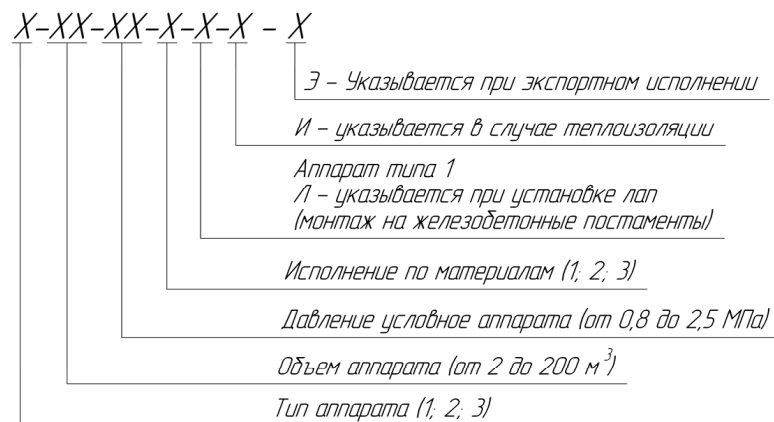 X-XX-XX-X-X-X - X
Э – Указывается при экспортном исполнении
И – указывается в случае теплоизоляции
Аппарат типа 1
Л – указывается при установке лап
(монтаж на железобетонные постаменты)
Исполнение по материалам (1; 2; 3)
Давление условное аппарата (от 0,8 до 2,5 МПа)
Объем аппарата (от 2 до 200 м³)
Тип аппарата (1; 2; 3)